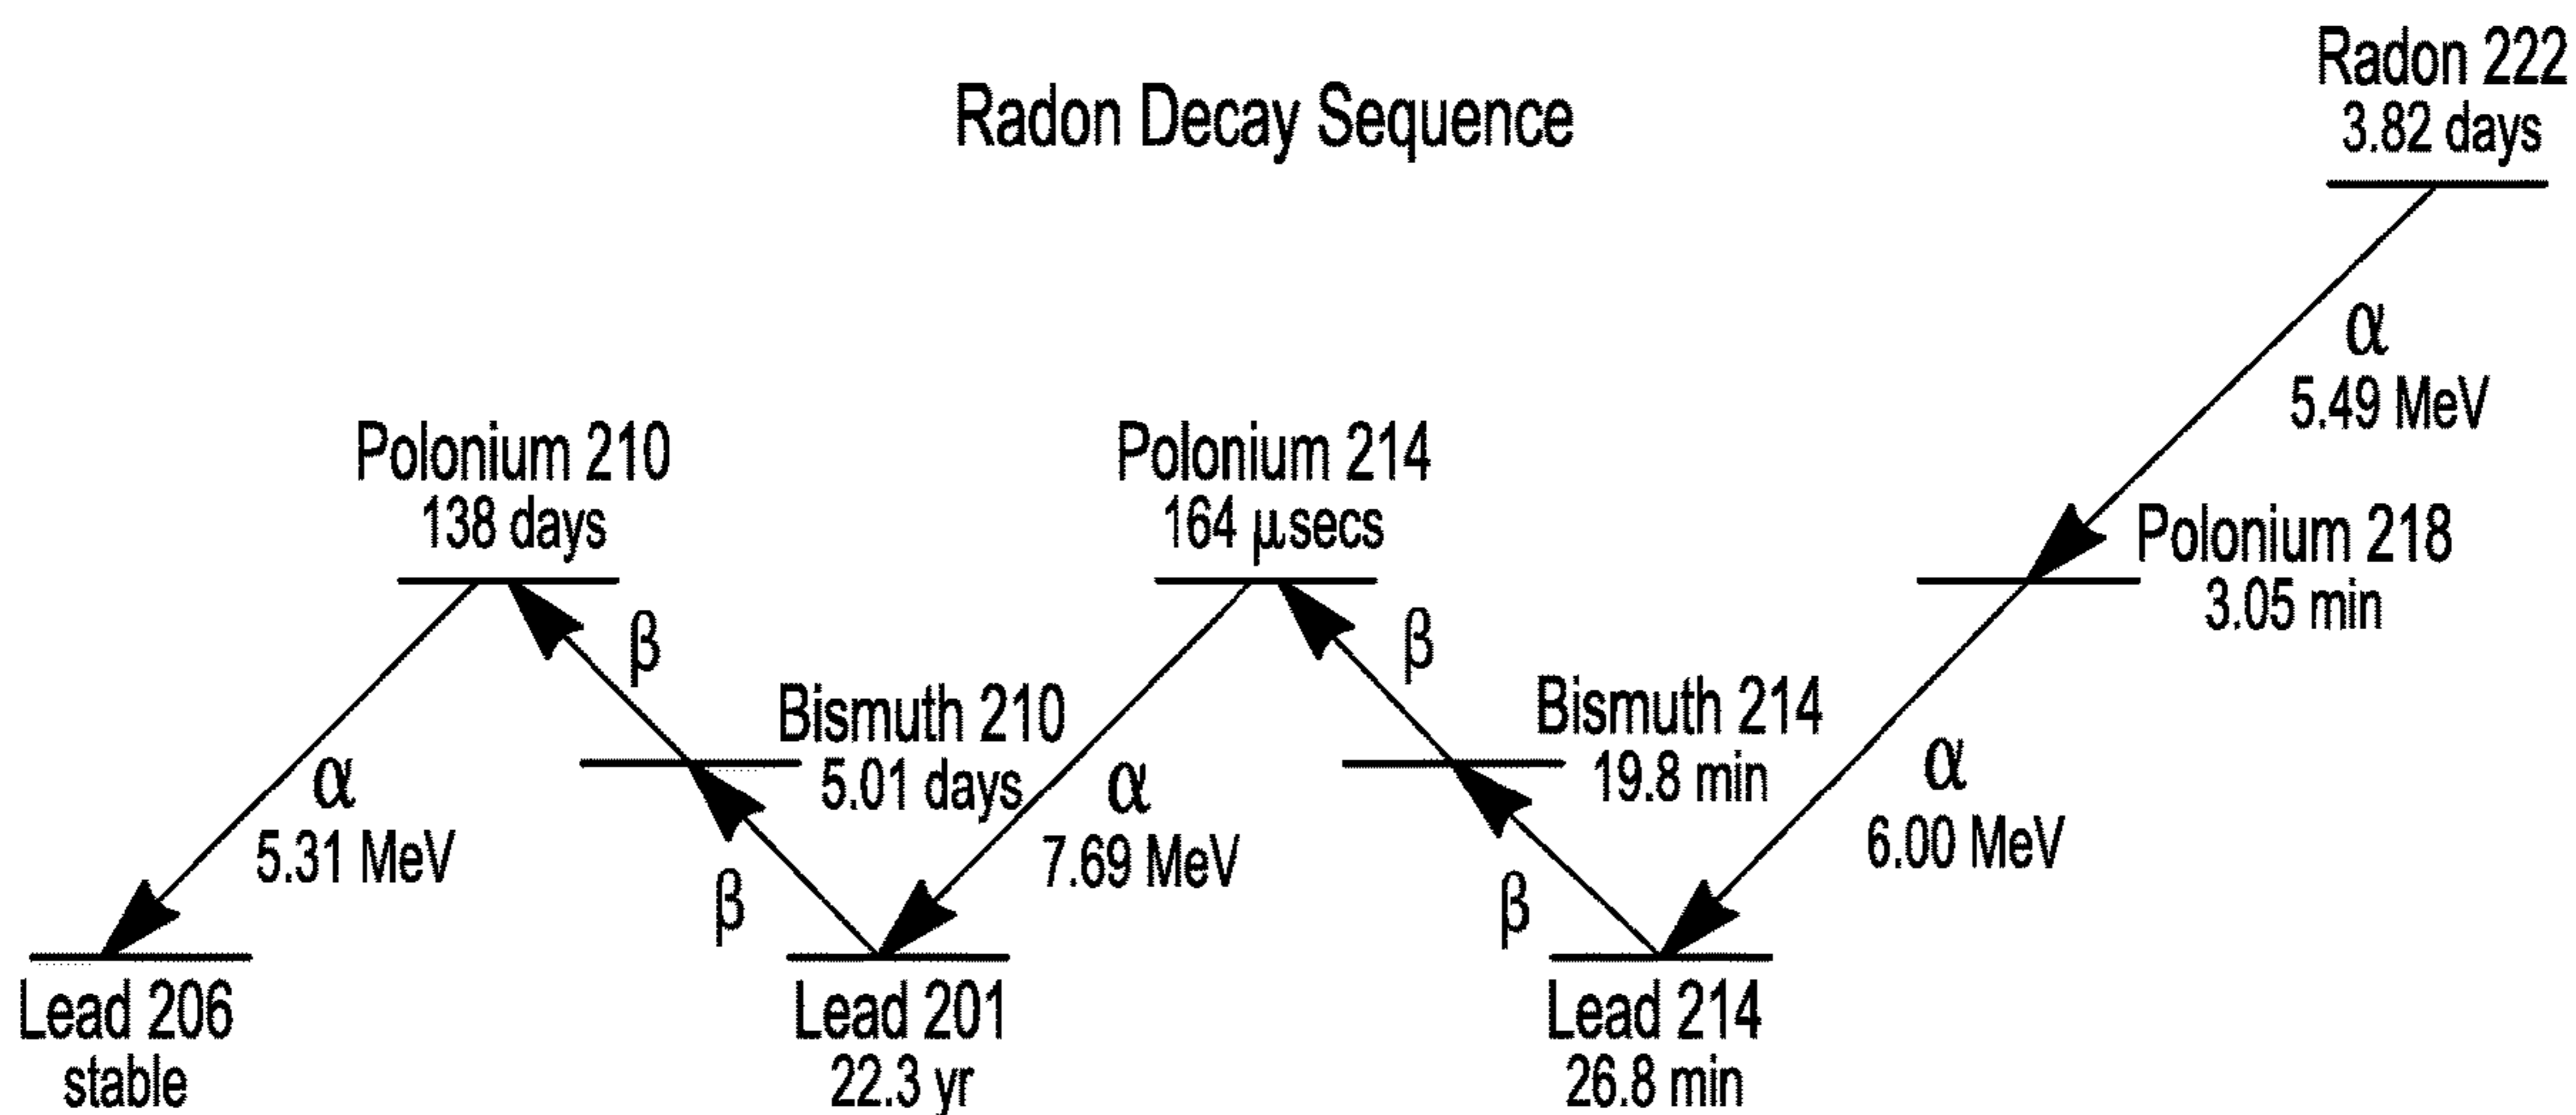 Radon Decay Sequence
Radon 222
3.82 days
α
5.49 MeV
Polonium 218
3.05 min
α
6.00 MeV
Lead 214
26.8 min
β
Bismuth 214
19.8 min
β
Polonium 214
164 μsecs
α
7.69 MeV
Lead 201
22.3 yr
β
Bismuth 210
5.01 days
β
Polonium 210
138 days
α
5.31 MeV
Lead 206
stable